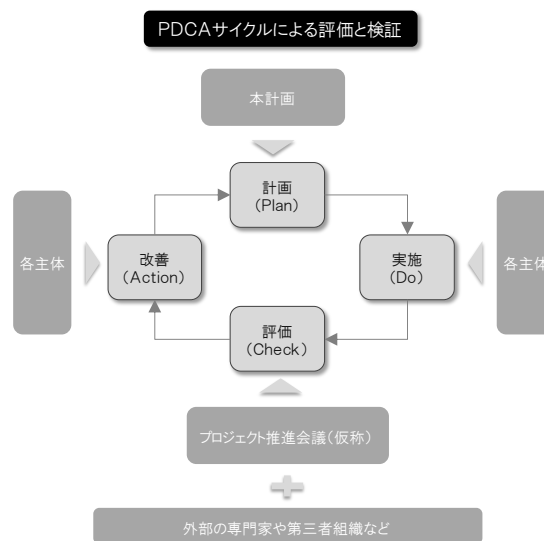 PDCAサイクルによる評価と検証
本計画
計画
(Plan)
各主体
改善
(Action)
実施
(Do)
各主体
評価
(Check)
プロジェクト推進会議(仮称)
外部の専門家や第三者組織など